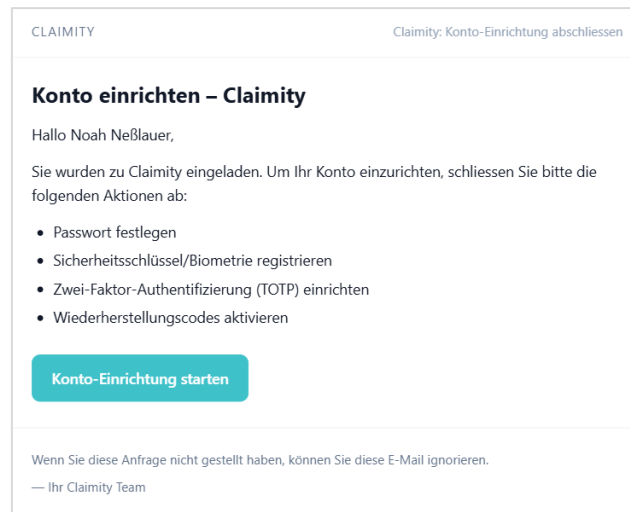 CLAIMITY
Claimity: Konto-Einrichtung abschliessen
Konto einrichten – Claimity
Hallo Noah Neßlauer,
Sie wurden zu Claimity eingeladen. Um Ihr Konto einzurichten, schliessen Sie bitte die
folgenden Aktionen ab:
• Passwort festlegen
• Sicherheitsschlüssel/Biometrie registrieren
• Zwei-Faktor-Authentifizierung (TOTP) einrichten
• Wiederherstellungscodes aktivieren
Konto-Einrichtung starten
Wenn Sie diese Anfrage nicht gestellt haben, können Sie diese E-Mail ignorieren.
— Ihr Claimity Team